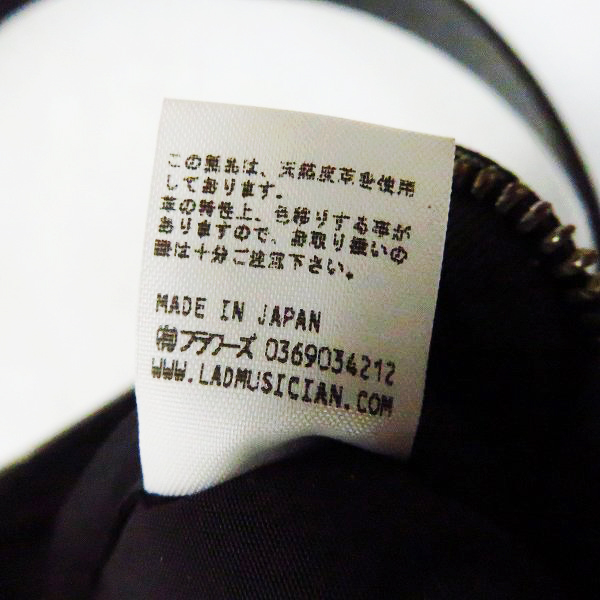 この製品は、天然皮革を使用
しております。
革の特性上、色移りする革が
ありますので、お取り扱いの
際は十分ご注意下さい。
MADE IN JAPAN
㈲フラワーズ 0369034212
WWW.LADMUSICIAN.COM